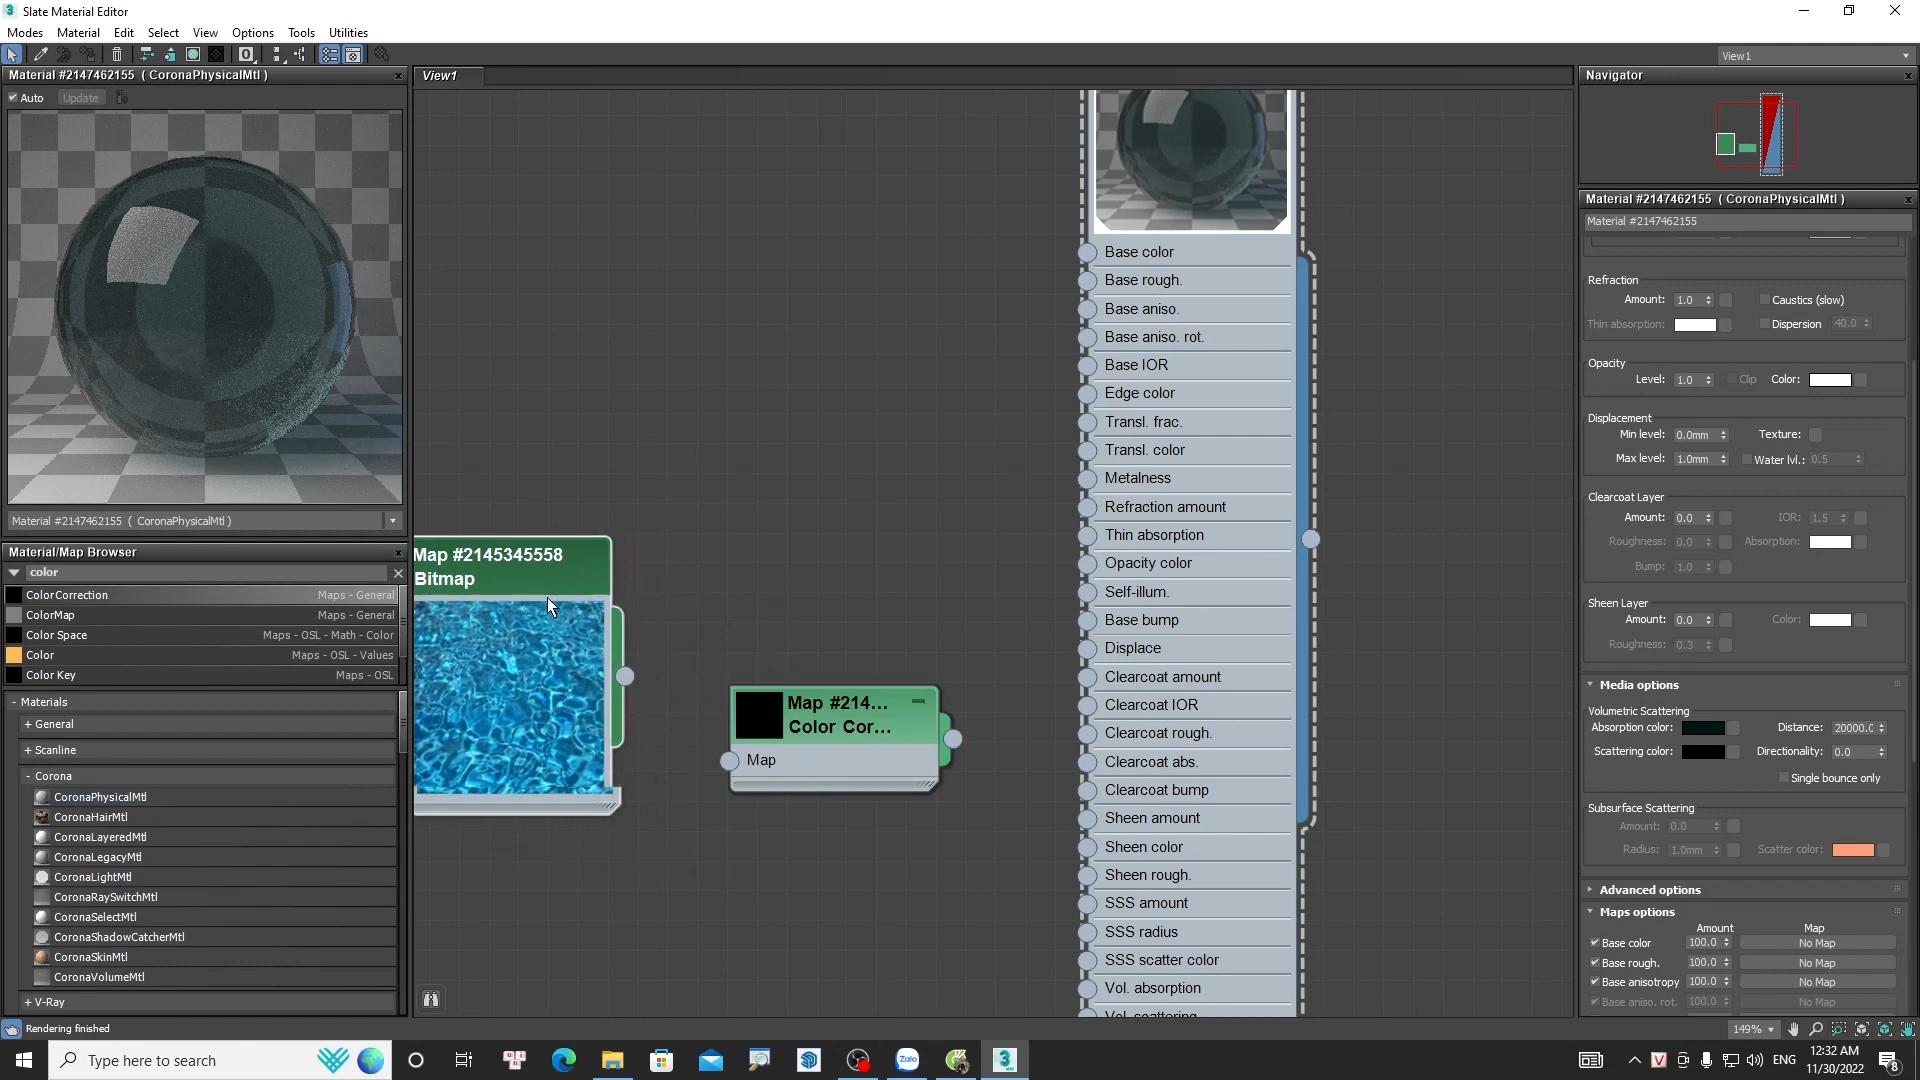 Slate Material Editor
Modes Material Edit Select View Options Tools Utilities
View1
Material #2147462155 ( CoronaPhysicalMtl )
Auto Update
Material #2147462155 ( CoronaPhysicalMtl )
Material/Map Browser
color
ColorCorrection Maps - General
ColorMap Maps - General
Color Space Maps - OSL - Math - Color
Color Maps - OSL - Values
Color Key Maps - OSL
- Materials
+ General
+ Scanline
- Corona
CoronaPhysicalMtl
CoronaHairMtl
CoronaLayeredMtl
CoronaLegacyMtl
CoronaLightMtl
CoronaRaySwitchMtl
CoronaSelectMtl
CoronaShadowCatcherMtl
CoronaSkinMtl
CoronaVolumeMtl
+ V-Ray
Rendering finished
View1
Map #2145345558
Bitmap
Map #214...
Color Cor...
Map
Base color
Base rough.
Base aniso.
Base aniso. rot.
Base IOR
Edge color
Transl. frac.
Transl. color
Metalness
Refraction amount
Thin absorption
Opacity color
Self-illum.
Base bump
Displace
Clearcoat amount
Clearcoat IOR
Clearcoat rough.
Clearcoat abs.
Clearcoat bump
Sheen amount
Sheen color
Sheen rough.
SSS amount
SSS radius
SSS scatter color
Vol. absorption
Vol. scattering
Navigator
Material #2147462155 ( CoronaPhysicalMtl )
Material #2147462155
Refraction
Amount: 1.0 Caustics (slow)
Thin absorption: Dispersion 40.0
Opacity
Level: 1.0 Clip Color:
Displacement
Min level: 0.0mm Texture:
Max level: 1.0mm Water lvl.: 0.5
Clearcoat Layer
Amount: 0.0 IOR: 1.5
Roughness: 0.0 Absorption:
Bump: 1.0
Sheen Layer
Amount: 0.0 Color:
Roughness: 0.3
Media options
Volumetric Scattering
Absorption color: Distance: 20000.0
Scattering color: Directionality: 0.0
Single bounce only
Subsurface Scattering
Amount: 0.0
Radius: 1.0mm Scatter color:
Advanced options
Maps options
Amount Map
Base color 100.0 No Map
Base rough. 100.0 No Map
Base anisotropy 100.0 No Map
Base aniso. rot. 100.0 No Map
149%
Type here to search
Zalo
ENG
12:32 AM
11/30/2022
8